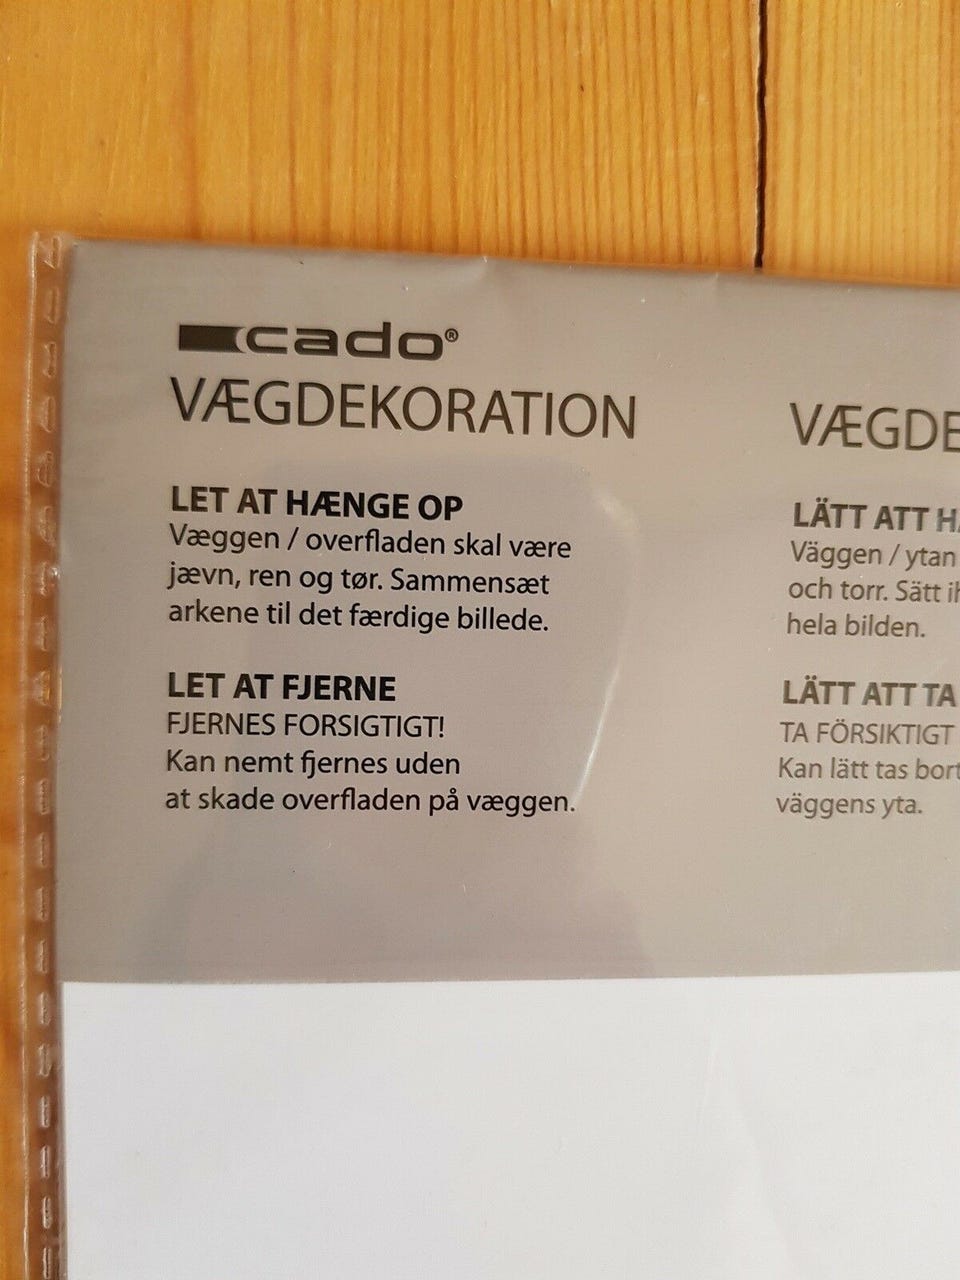 cado®
VÆGDEKORATION
LET AT HÆNGE OP
Væggen / overfladen skal være
jævn, ren og tør. Sammensæt
arkene til det færdige billede.
LET AT FJERNE
FJERNES FORSIGTIGT!
Kan nemt fjernes uden
at skade overfladen på væggen.
VÆGDE
LÄTT ATT
Väggen / ytan
och torr. Sätt
hela bilden.
LÄTT ATT TA
TA FÖRSIKTIGT
Kan lätt tas bort
väggens yta.